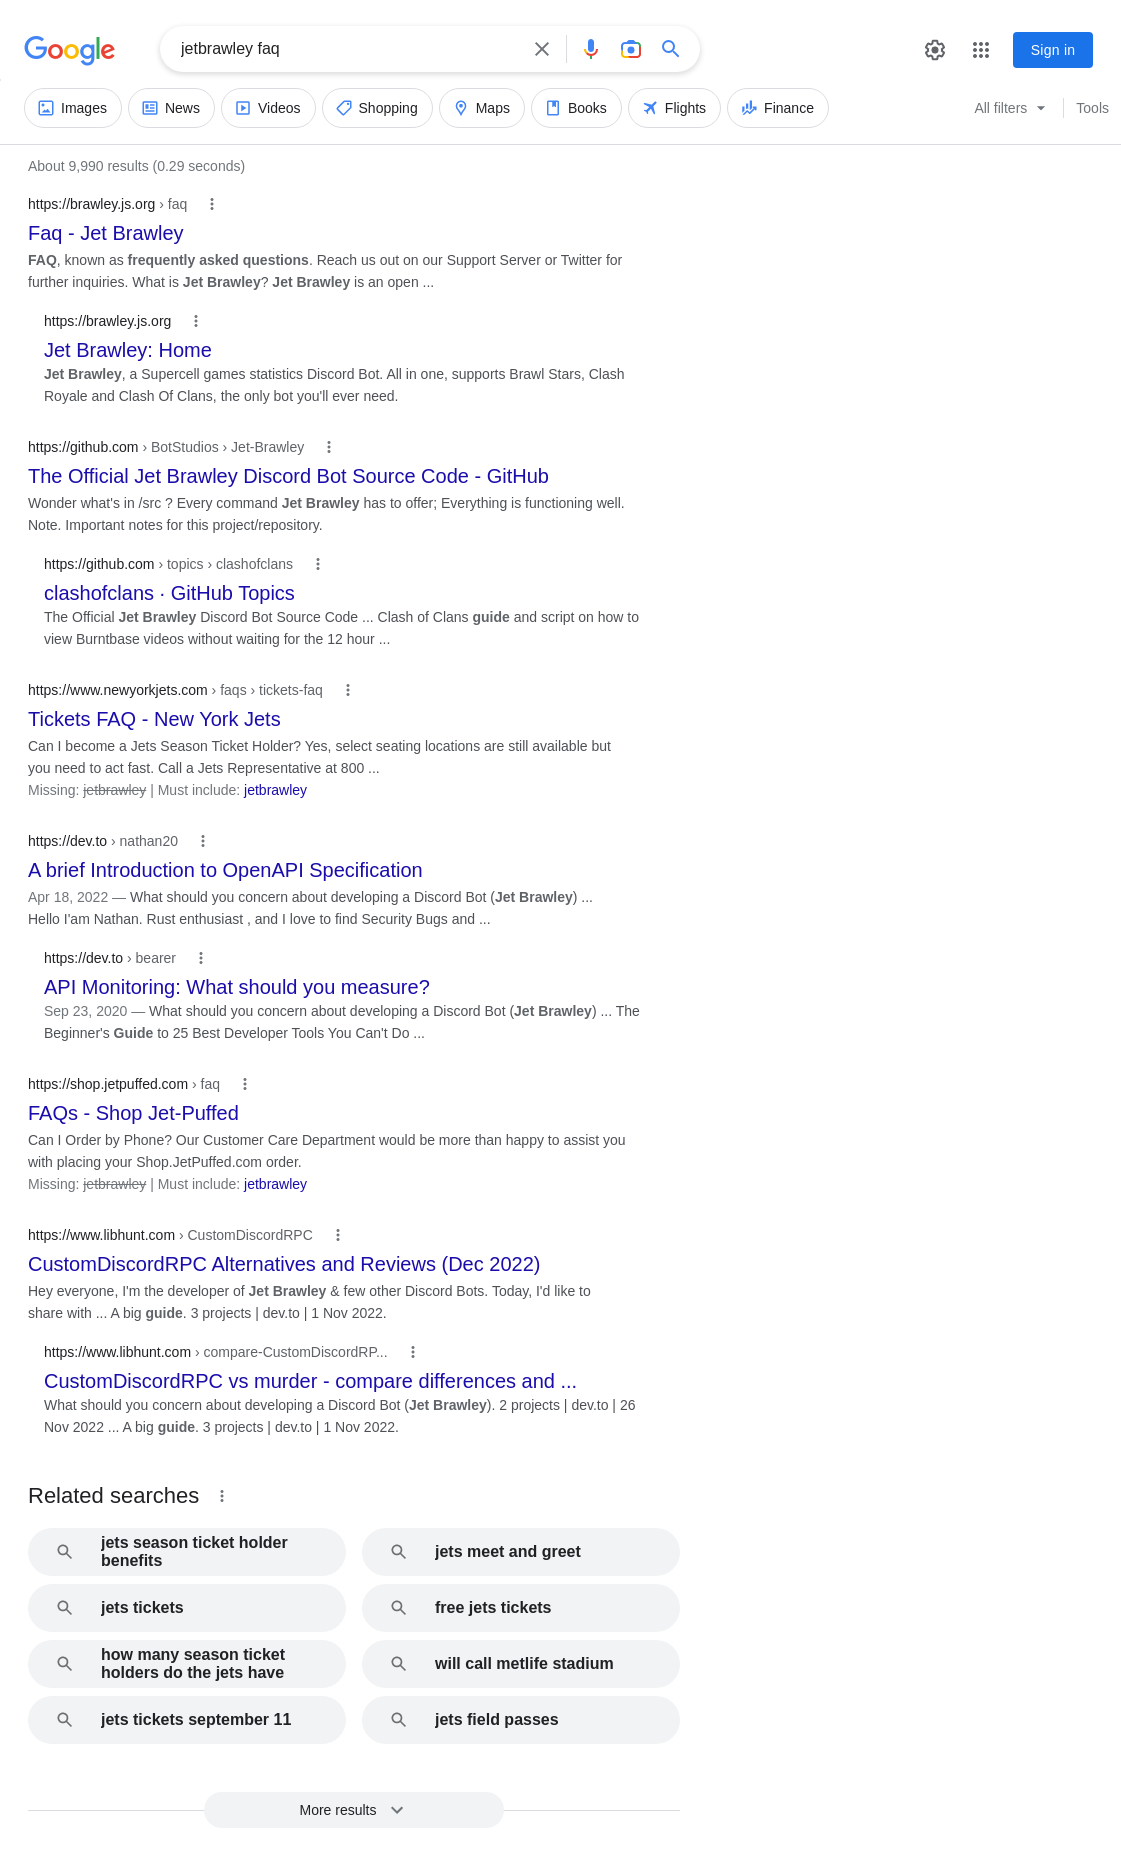 Google
jetbrawley faq
Sign in
Images
News
Videos
Shopping
Maps
Books
Flights
Finance
All filters
Tools
About 9,990 results (0.29 seconds)
https://brawley.js.org › faq
Faq - Jet Brawley
FAQ, known as frequently asked questions. Reach us out on our Support Server or Twitter for
further inquiries. What is Jet Brawley? Jet Brawley is an open ...
https://brawley.js.org
Jet Brawley: Home
Jet Brawley, a Supercell games statistics Discord Bot. All in one, supports Brawl Stars, Clash
Royale and Clash Of Clans, the only bot you'll ever need.
https://github.com › BotStudios › Jet-Brawley
The Official Jet Brawley Discord Bot Source Code - GitHub
Wonder what's in /src ? Every command Jet Brawley has to offer; Everything is functioning well.
Note. Important notes for this project/repository.
https://github.com › topics › clashofclans
clashofclans · GitHub Topics
The Official Jet Brawley Discord Bot Source Code ... Clash of Clans guide and script on how to
view Burntbase videos without waiting for the 12 hour ...
https://www.newyorkjets.com › faqs › tickets-faq
Tickets FAQ - New York Jets
Can I become a Jets Season Ticket Holder? Yes, select seating locations are still available but
you need to act fast. Call a Jets Representative at 800 ...
Missing: jetbrawley | Must include: jetbrawley
https://dev.to › nathan20
A brief Introduction to OpenAPI Specification
Apr 18, 2022 — What should you concern about developing a Discord Bot (Jet Brawley) ...
Hello I'am Nathan. Rust enthusiast , and I love to find Security Bugs and ...
https://dev.to › bearer
API Monitoring: What should you measure?
Sep 23, 2020 — What should you concern about developing a Discord Bot (Jet Brawley) ... The
Beginner's Guide to 25 Best Developer Tools You Can't Do ...
https://shop.jetpuffed.com › faq
FAQs - Shop Jet-Puffed
Can I Order by Phone? Our Customer Care Department would be more than happy to assist you
with placing your Shop.JetPuffed.com order.
Missing: jetbrawley | Must include: jetbrawley
https://www.libhunt.com › CustomDiscordRPC
CustomDiscordRPC Alternatives and Reviews (Dec 2022)
Hey everyone, I'm the developer of Jet Brawley & few other Discord Bots. Today, I'd like to
share with ... A big guide. 3 projects | dev.to | 1 Nov 2022.
https://www.libhunt.com › compare-CustomDiscordRP...
CustomDiscordRPC vs murder - compare differences and ...
What should you concern about developing a Discord Bot (Jet Brawley). 2 projects | dev.to | 26
Nov 2022 ... A big guide. 3 projects | dev.to | 1 Nov 2022.
Related searches
jets season ticket holder
benefits
jets meet and greet
jets tickets
free jets tickets
how many season ticket
holders do the jets have
will call metlife stadium
jets tickets september 11
jets field passes
More results